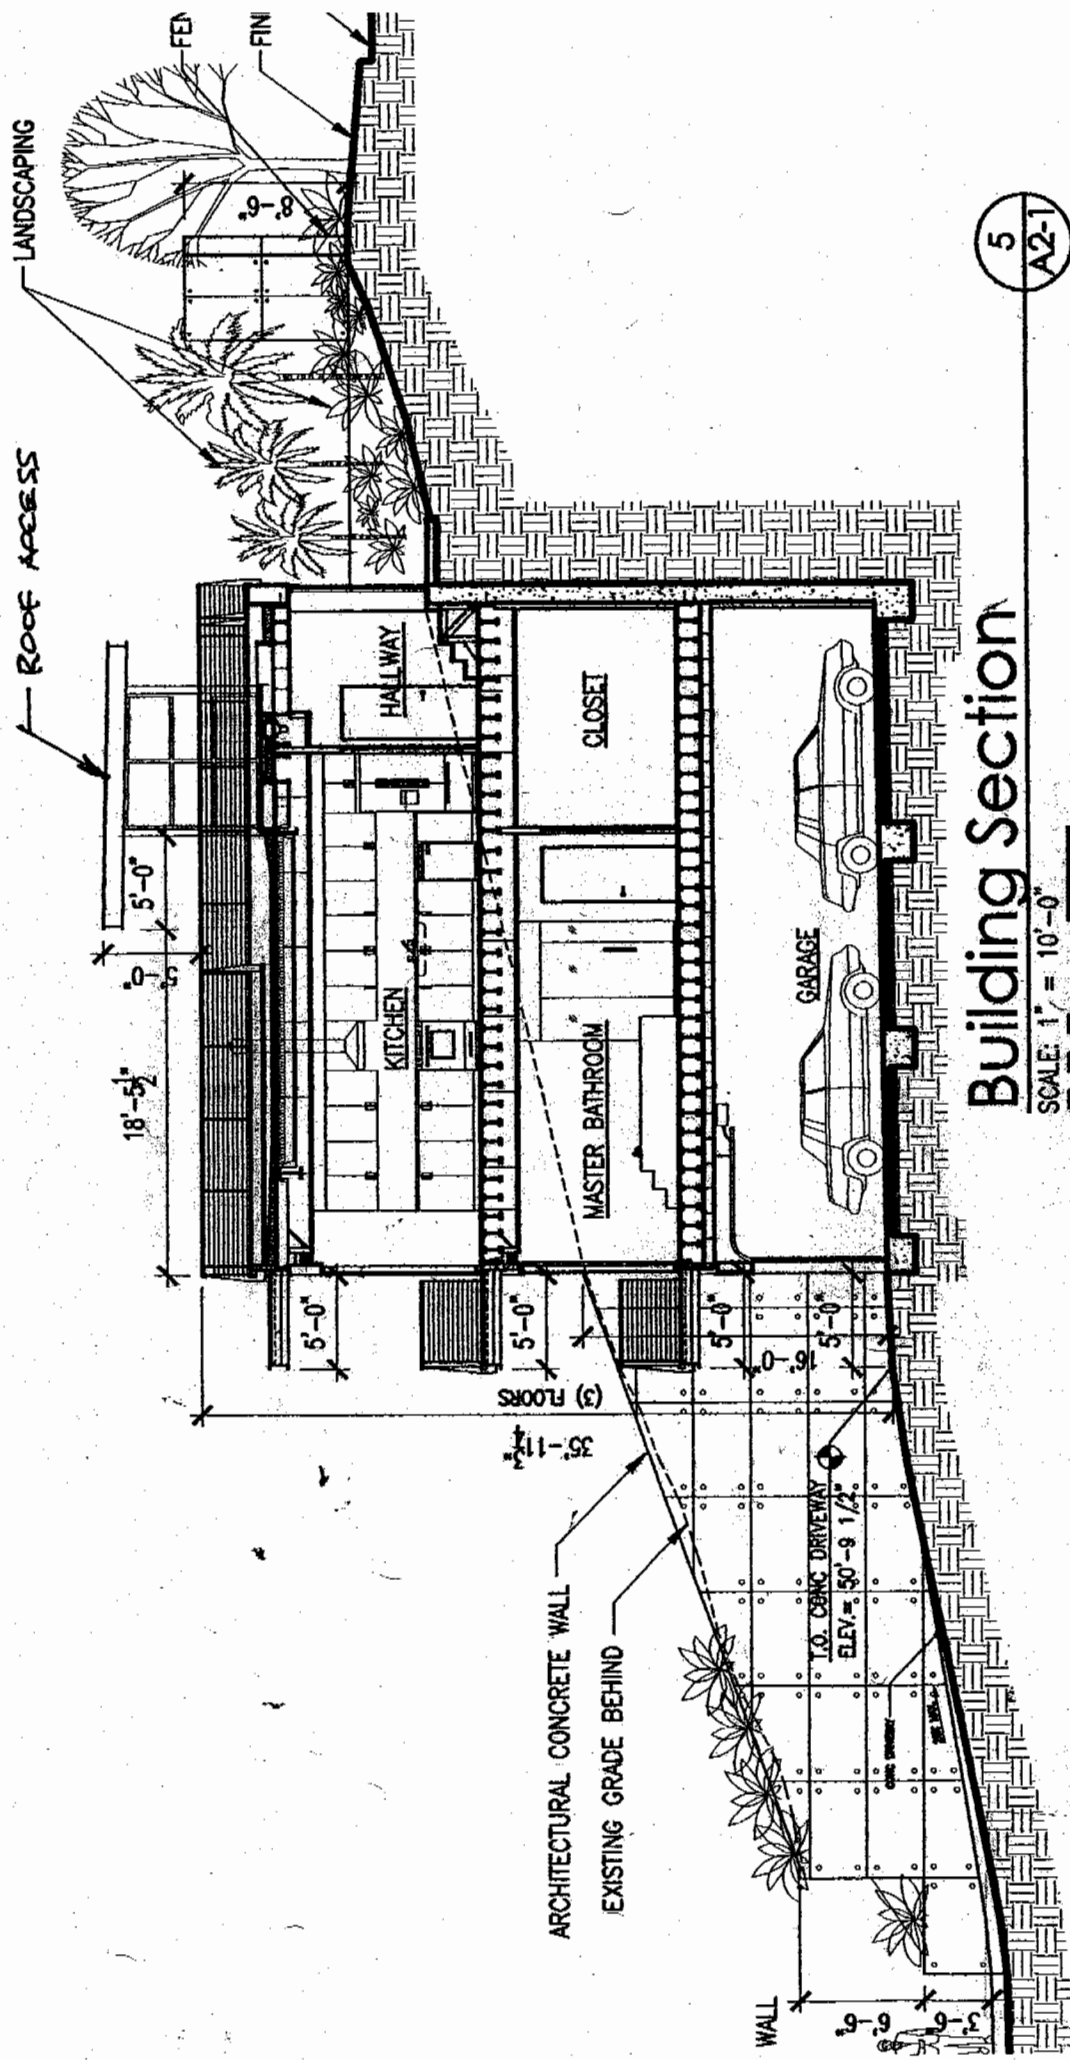 ROOF ACCESS
LANDSCAPING
FEN
FIN
8'-6"
5'-0"
5'-0"
18'-5 1/2"
HALLWAY
KITCHEN
CLOSET
MASTER BATHROOM
GARAGE
5'-0"
5'-0"
5'-0"
5'-0"
16'-0"
(3) FLOORS
35'-11 3/4"
ARCHITECTURAL CONCRETE WALL
EXISTING GRADE BEHIND
T.O. CONC DRIVEWAY
ELEV.= 50'-9 1/2"
CONC DRIVEWAY
WALL
6'-6"
3'-6"
Building Section
SCALE: 1" = 10'-0"
5
A2-1